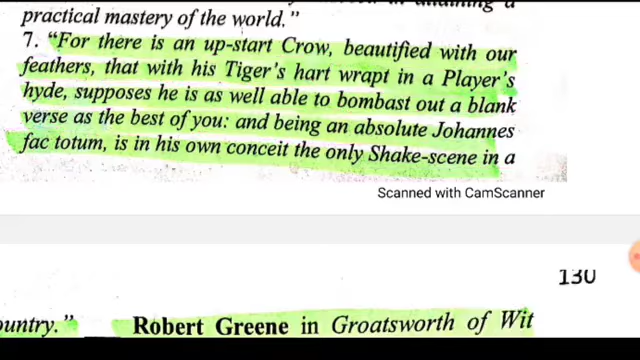 practical mastery of the world."
7. "For there is an up-start Crow, beautified with our
feathers, that with his Tiger's hart wrapt in a Player's
hyde, supposes he is as well able to bombast out a blank
verse as the best of you: and being an absolute Johannes
fac totum, is in his own conceit the only Shake-scene in a
Scanned with CamScanner
130
ountry." Robert Greene in Groatsworth of Wit